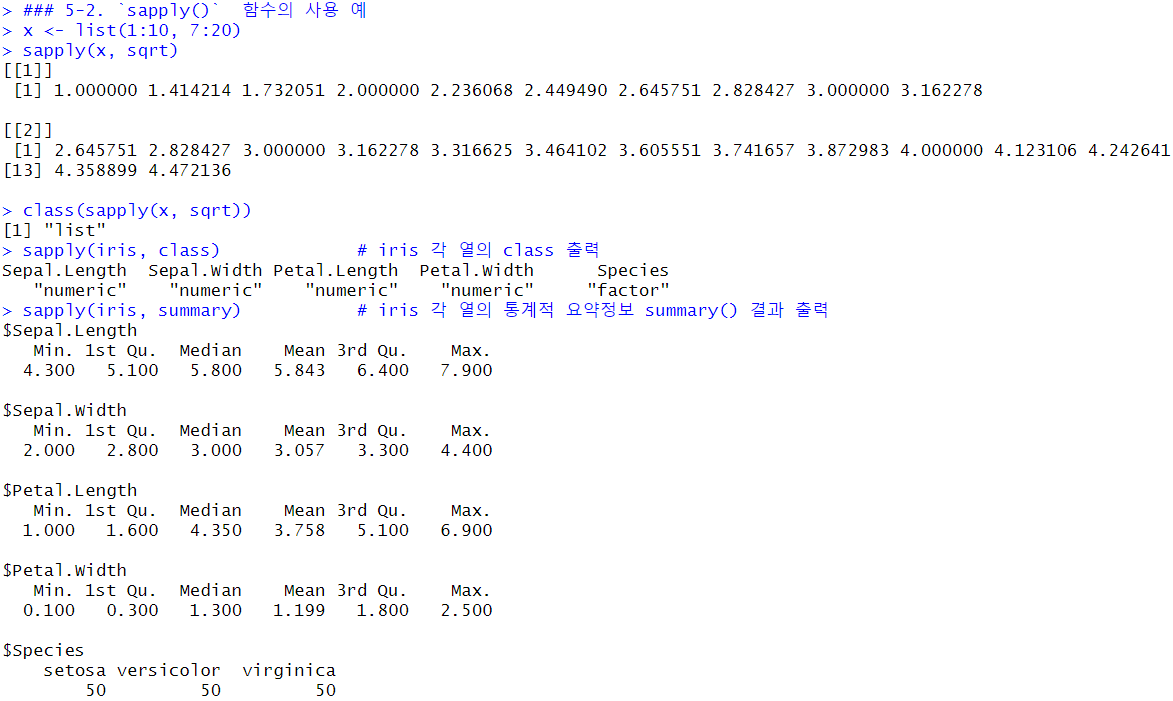 > ### 5-2. `sapply()`  함수의 사용 예
> x <- list(1:10, 7:20)
> sapply(x, sqrt)
[[1]]
 [1] 1.000000 1.414214 1.732051 2.000000 2.236068 2.449490 2.645751 2.828427 3.000000 3.162278

[[2]]
 [1] 2.645751 2.828427 3.000000 3.162278 3.316625 3.464102 3.605551 3.741657 3.872983 4.000000 4.123106 4.242641
[13] 4.358899 4.472136

> class(sapply(x, sqrt))
[1] "list"
> sapply(iris, class)             # iris 각 열의 class 출력
Sepal.Length  Sepal.Width Petal.Length  Petal.Width      Species
   "numeric"    "numeric"    "numeric"    "numeric"     "factor"
> sapply(iris, summary)           # iris 각 열의 통계적 요약정보 summary() 결과 출력
$Sepal.Length
   Min. 1st Qu.  Median    Mean 3rd Qu.    Max.
  4.300   5.100   5.800   5.843   6.400   7.900

$Sepal.Width
   Min. 1st Qu.  Median    Mean 3rd Qu.    Max.
  2.000   2.800   3.000   3.057   3.300   4.400

$Petal.Length
   Min. 1st Qu.  Median    Mean 3rd Qu.    Max.
  1.000   1.600   4.350   3.758   5.100   6.900

$Petal.Width
   Min. 1st Qu.  Median    Mean 3rd Qu.    Max.
  0.100   0.300   1.300   1.199   1.800   2.500

$Species
    setosa versicolor  virginica
        50         50         50